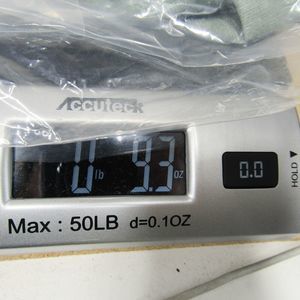 Accuteck
0 lb 9.3 oz
0.0
HOLD ▼
Max : 50LB d=0.1OZ